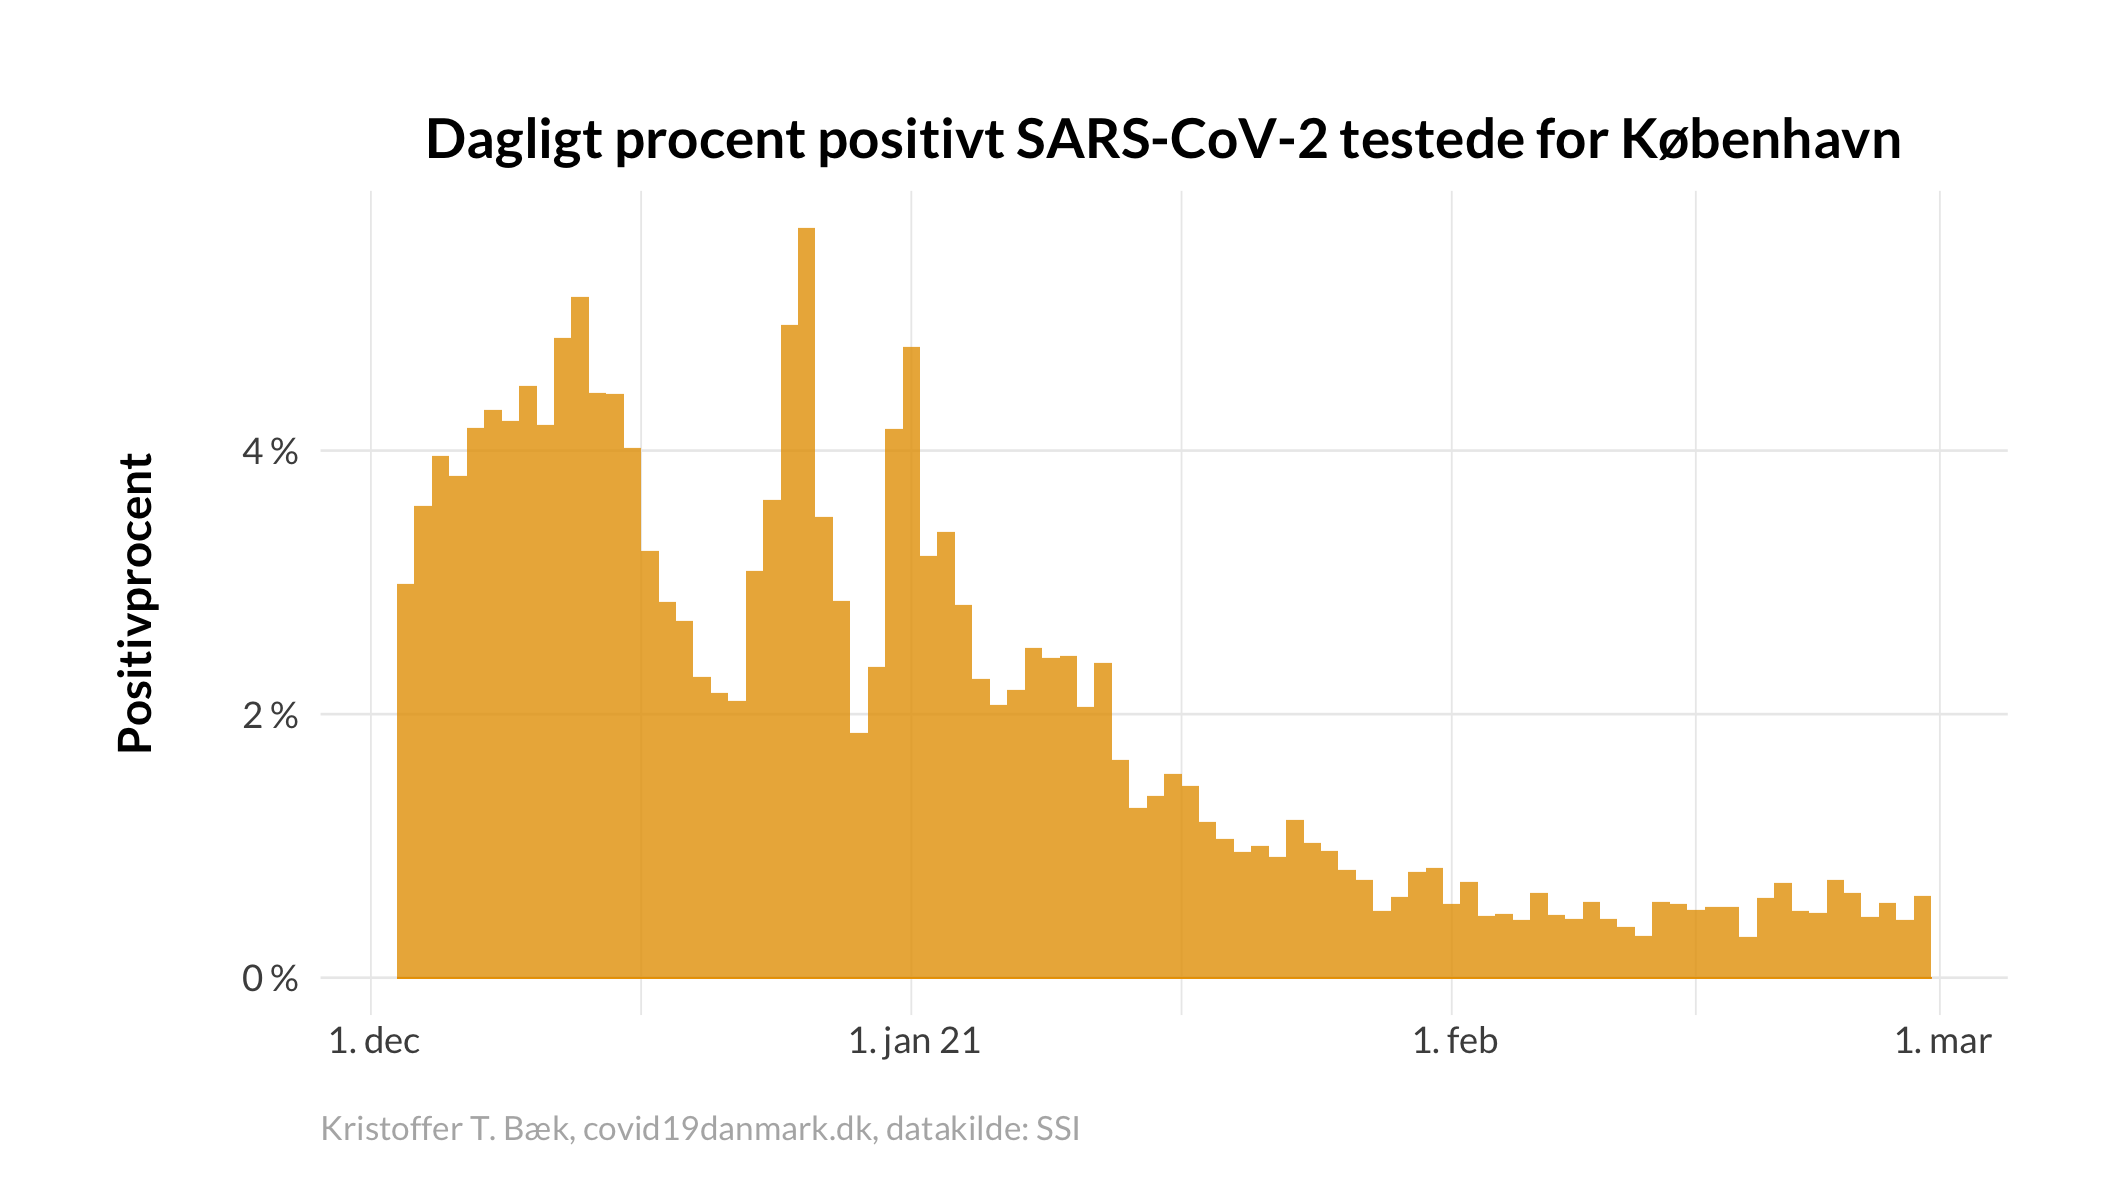 Dagligt procent positivt SARS-CoV-2 testede for København
Positivprocent
4 %
2 %
0 %
1. dec
1. jan 21
1. feb
1. mar
Kristoffer T. Bæk, covid19danmark.dk, datakilde: SSI